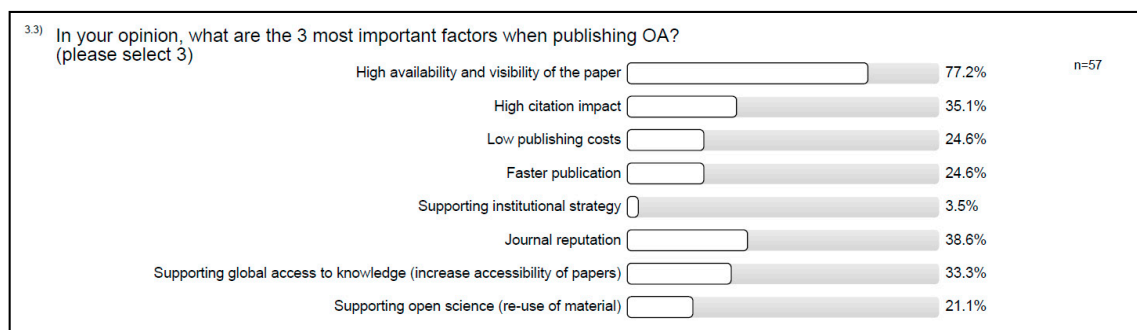 3.3) In your opinion, what are the 3 most important factors when publishing OA?
(please select 3)
High availability and visibility of the paper 77.2% n=57
High citation impact 35.1%
Low publishing costs 24.6%
Faster publication 24.6%
Supporting institutional strategy 3.5%
Journal reputation 38.6%
Supporting global access to knowledge (increase accessibility of papers) 33.3%
Supporting open science (re-use of material) 21.1%